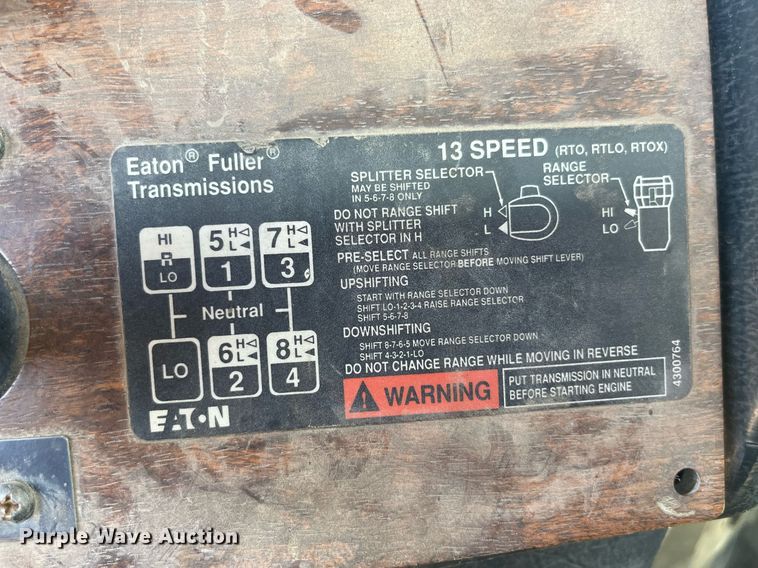 Eaton® Fuller®
Transmissions
13 SPEED (RTO, RTLO, RTOX)
SPLITTER SELECTOR
MAY BE SHIFTED
IN 5-6-7-8 ONLY
RANGE
SELECTOR
DO NOT RANGE SHIFT
WITH SPLITTER
SELECTOR IN H
H
L
HI
LO
PRE-SELECT ALL RANGE SHIFTS
(MOVE RANGE SELECTOR BEFORE MOVING SHIFT LEVER)
UPSHIFTING
START WITH RANGE SELECTOR DOWN
SHIFT LO-1-2-3-4 RAISE RANGE SELECTOR
SHIFT 5-6-7-8
DOWNSHIFTING
SHIFT 8-7-6-5 MOVE RANGE SELECTOR DOWN
SHIFT 4-3-2-1-LO
DO NOT CHANGE RANGE WHILE MOVING IN REVERSE
WARNING
PUT TRANSMISSION IN NEUTRAL
BEFORE STARTING ENGINE
4300764
HI
R
LO
5 H L
1
7 H L
3
Neutral
LO
6 H L
2
8 H L
4
EATON
Purple Wave Auction